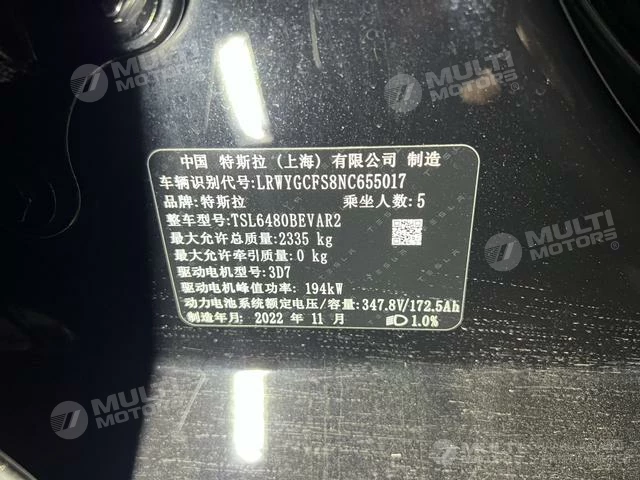 MULTI
MOTORS®
MULTI
MOTORS®
中国 特斯拉（上海）有限公司 制造
车辆识别代号:LRWYGCFS8NC655017
品牌:特斯拉 乘坐人数:5
整车型号:TSL6480BEVAR2
最大允许总质量:2335 kg
最大允许牵引质量:0 kg
驱动电机型号:3D7
驱动电机峰值功率: 194kW
动力电池系统额定电压/容量:347.8V/172.5Ah
制造年月: 2022 年 11 月 1.0%
MULTI
MOTORS®
MULTI
MOTORS
MULTI
MOTORS